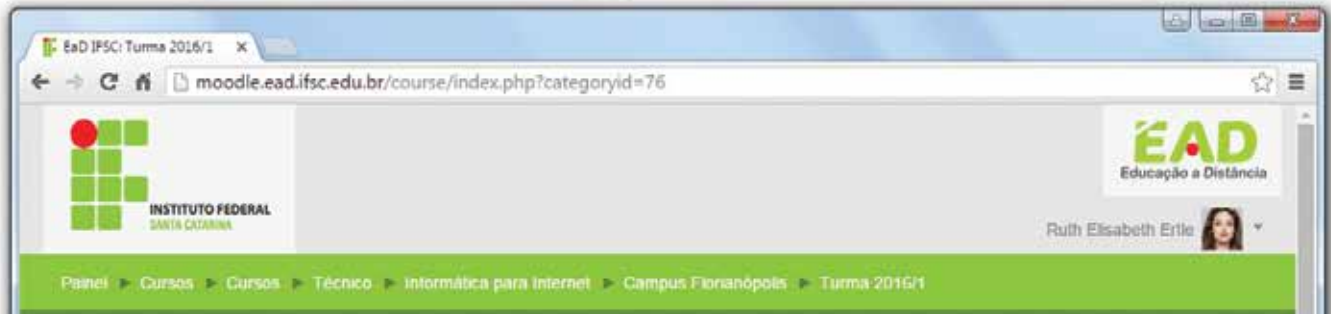 EaD IFSC: Turma 2016/1
moodle.ead.ifsc.edu.br/course/index.php?categoryid=76
INSTITUTO FEDERAL
SANTA CATARINA
EAD
Educação a Distância
Ruth Elisabeth Ertle
Painel ► Cursos ► Cursos ► Técnico ► Informática para Internet ► Campus Florianópolis ► Turma 2016/1